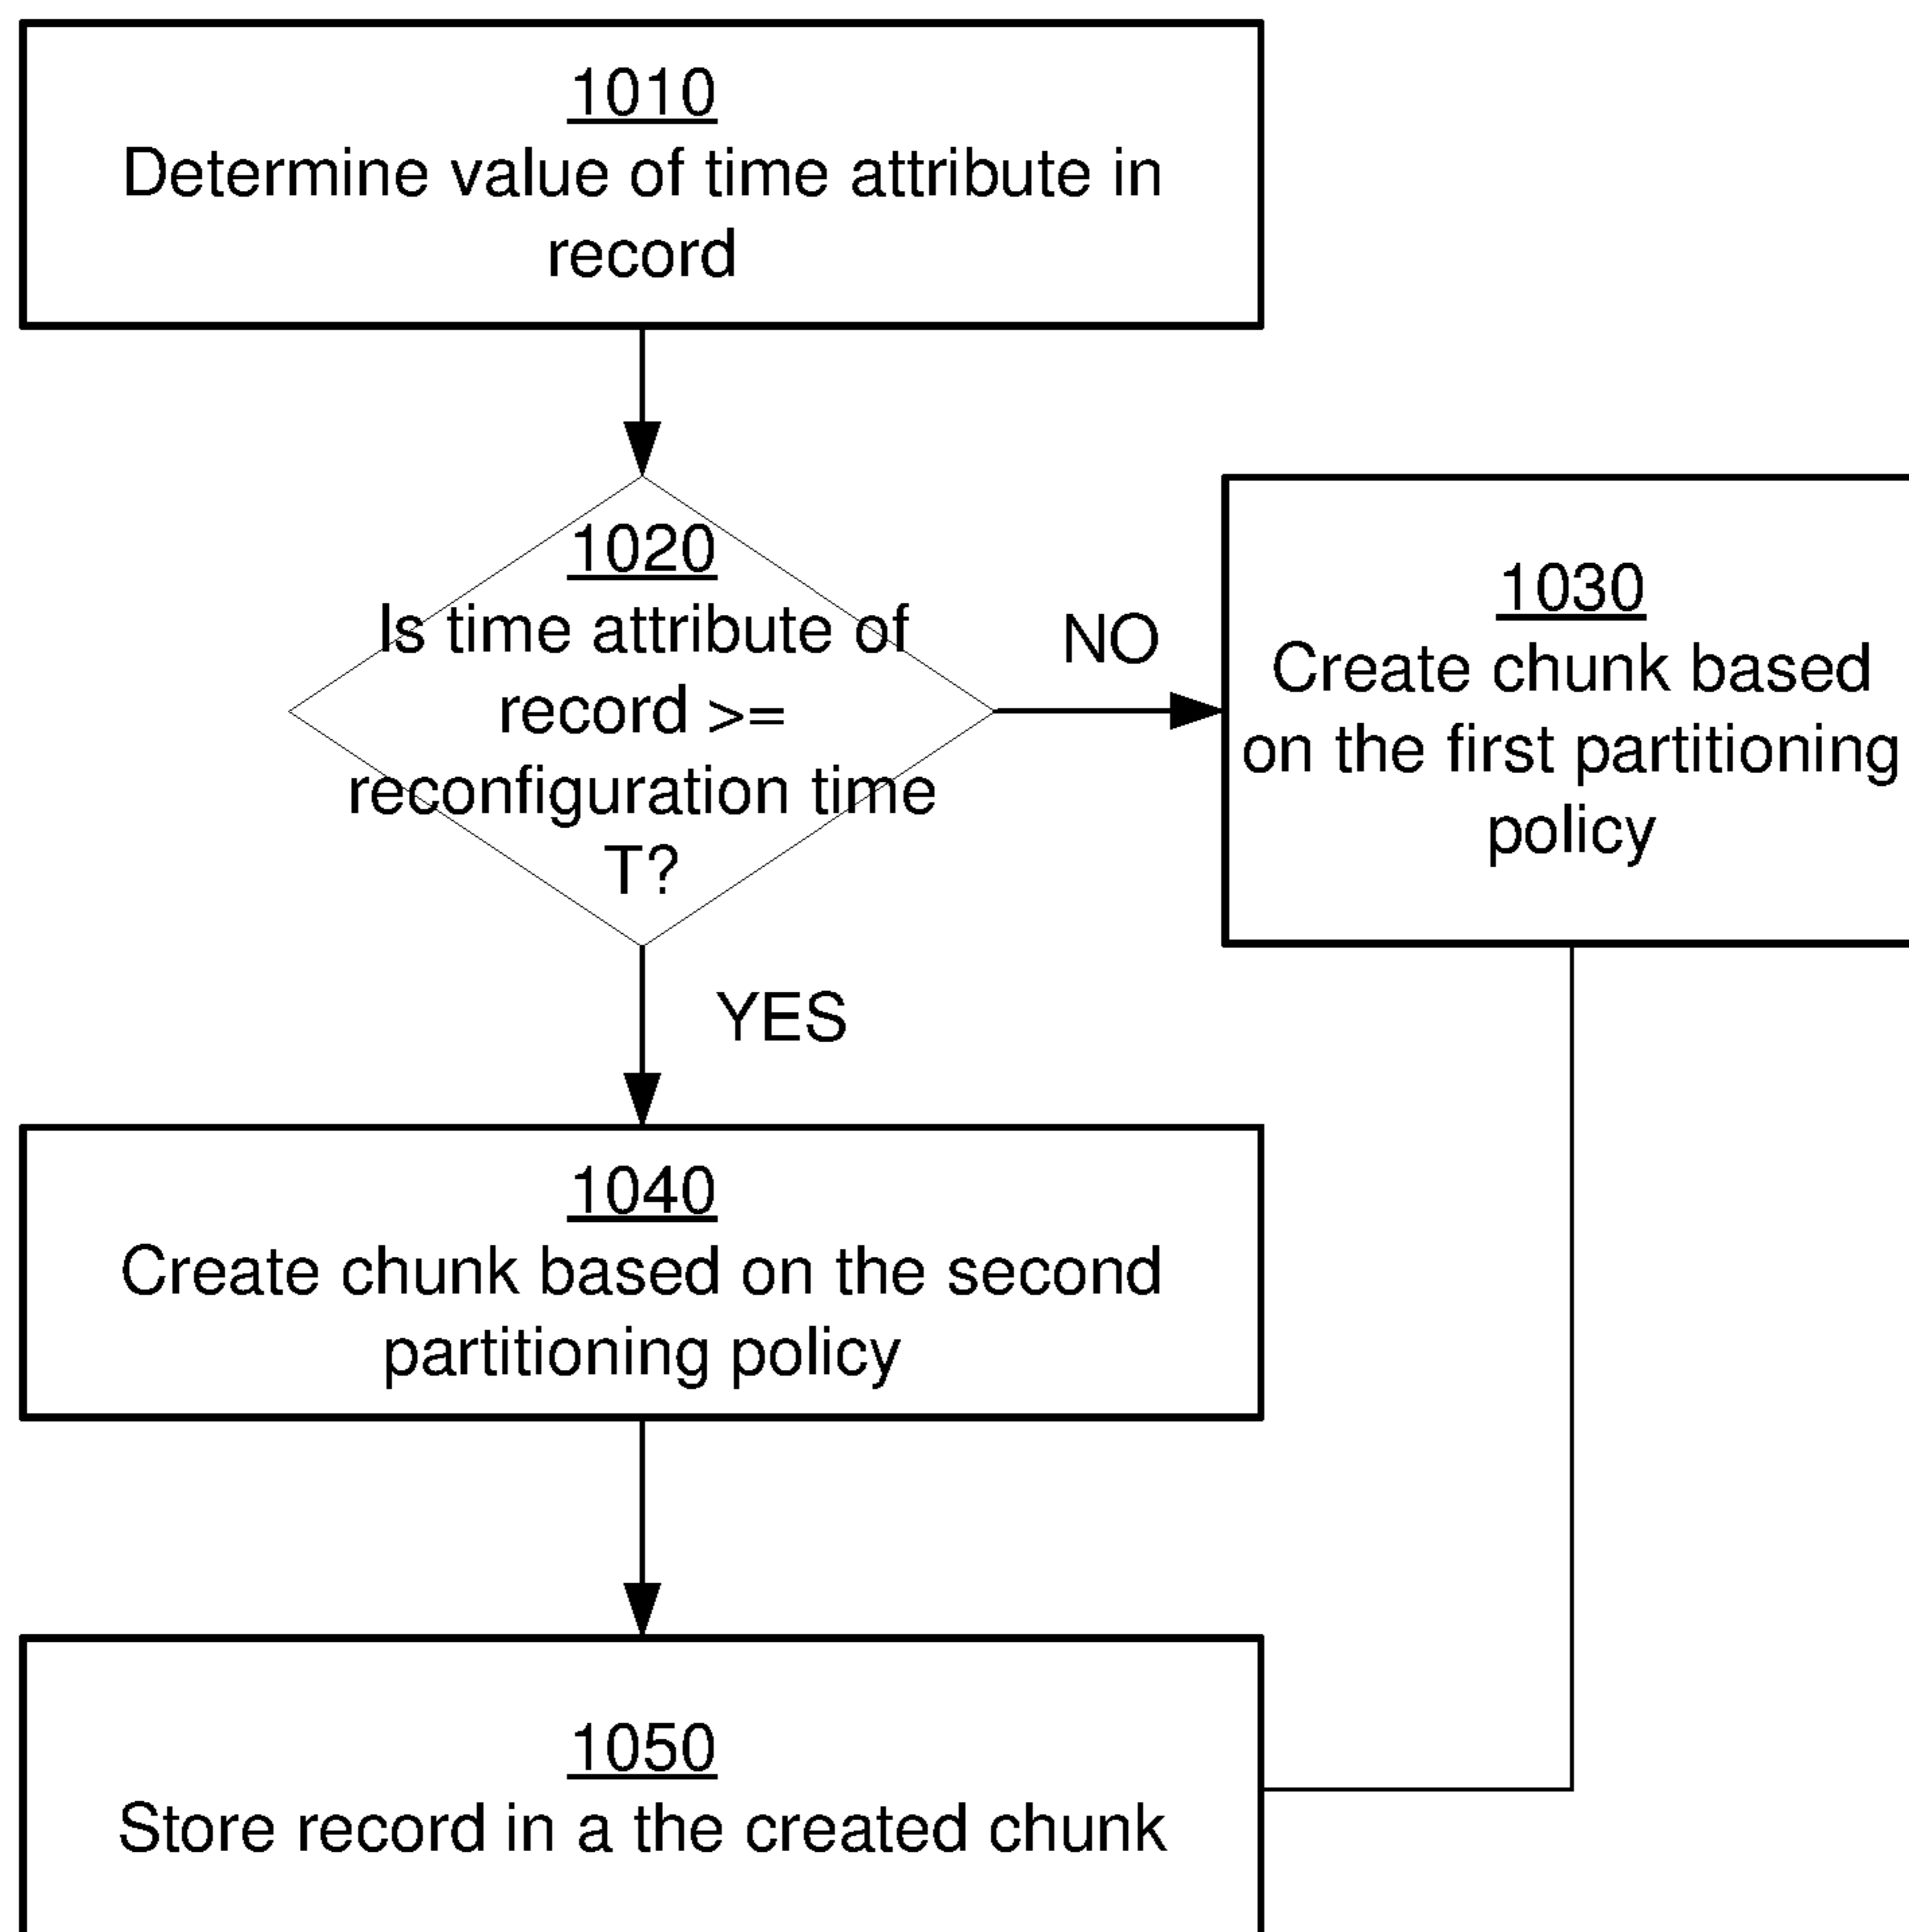 1010
Determine value of time attribute in
record
1020
Is time attribute of
record >=
reconfiguration time
T?
NO
1030
Create chunk based
on the first partitioning
policy
YES
1040
Create chunk based on the second
partitioning policy
1050
Store record in a the created chunk